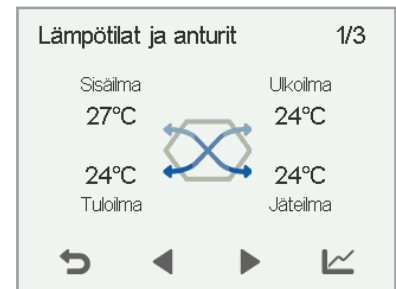 Lämpötilat ja anturit 1/3
Sisäilma Ulkoilma
27°C 24°C
24°C 24°C
Tuloilma Jäteilma